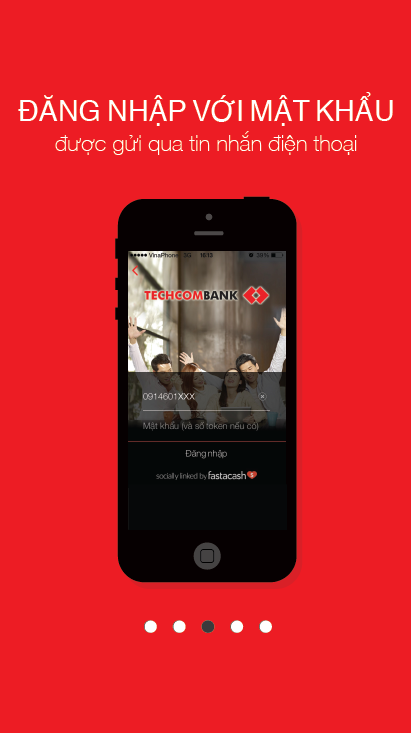 ĐĂNG NHẬP VỚI MẬT KHẨU
được gửi qua tin nhắn điện thoại
VinaPhone 3G 10:13 39%
TECHCOMBANK
0914601XXX
Mật khẩu (và số token nếu có)
Đăng nhập
socially linked by fastacash